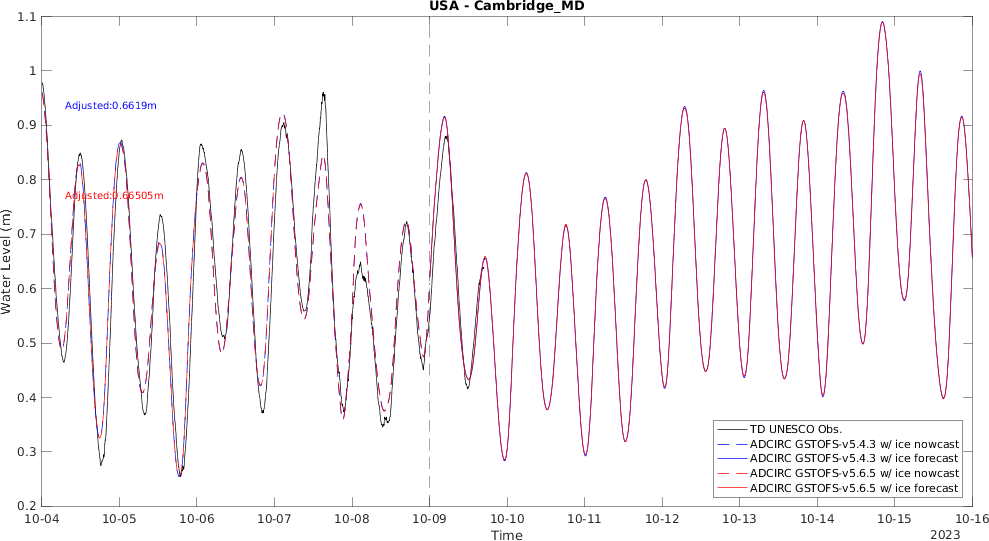 USA - Cambridge_MD
1.1
1
0.9
0.8
0.7
0.6
0.5
0.4
0.3
0.2
Water Level (m)
Adjusted:0.6619m
Adjusted:0.66505m
TD UNESCO Obs.
ADCIRC GSTOFS-v5.4.3 w/ ice nowcast
ADCIRC GSTOFS-v5.4.3 w/ ice forecast
ADCIRC GSTOFS-v5.6.5 w/ ice nowcast
ADCIRC GSTOFS-v5.6.5 w/ ice forecast
10-04 10-05 10-06 10-07 10-08 10-09 10-10 10-11 10-12 10-13 10-14 10-15 10-16
Time
2023